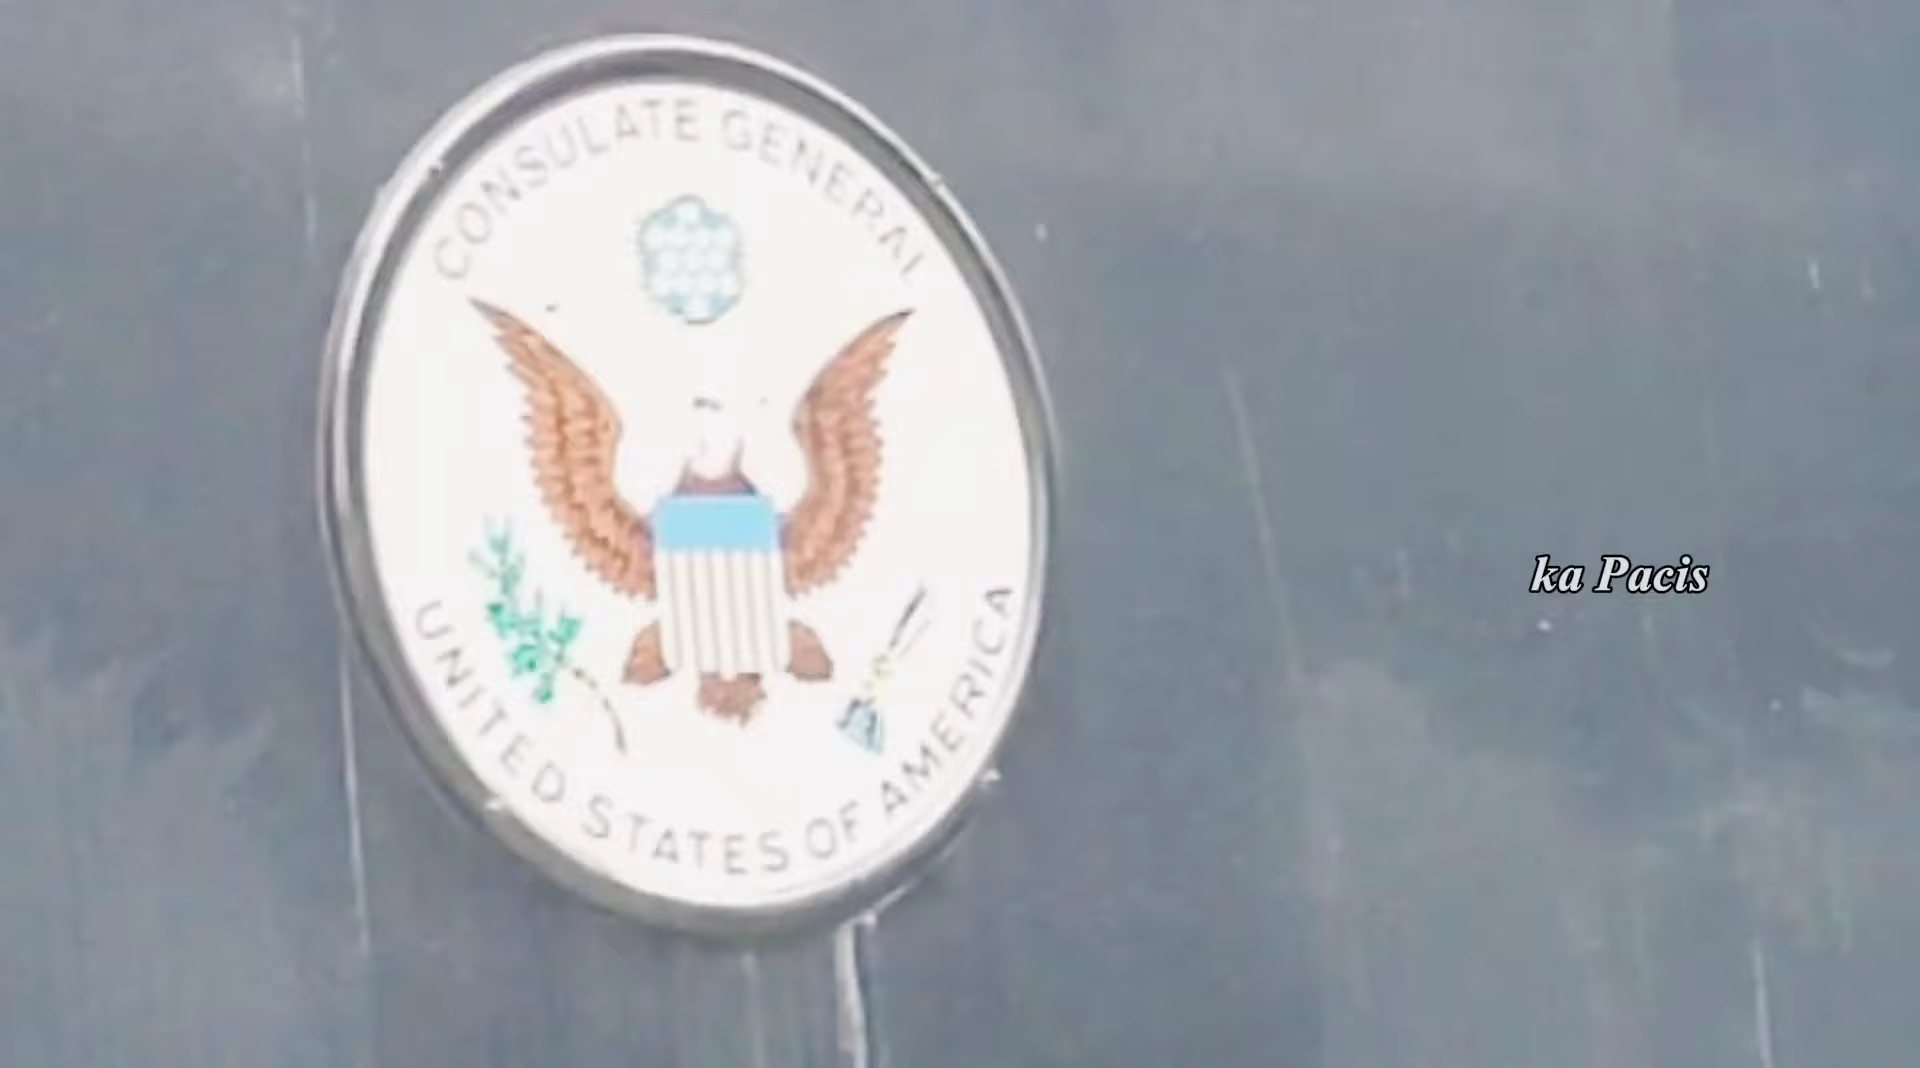 CONSULATE GENERAL
UNITED STATES OF AMERICA
ka Pacis